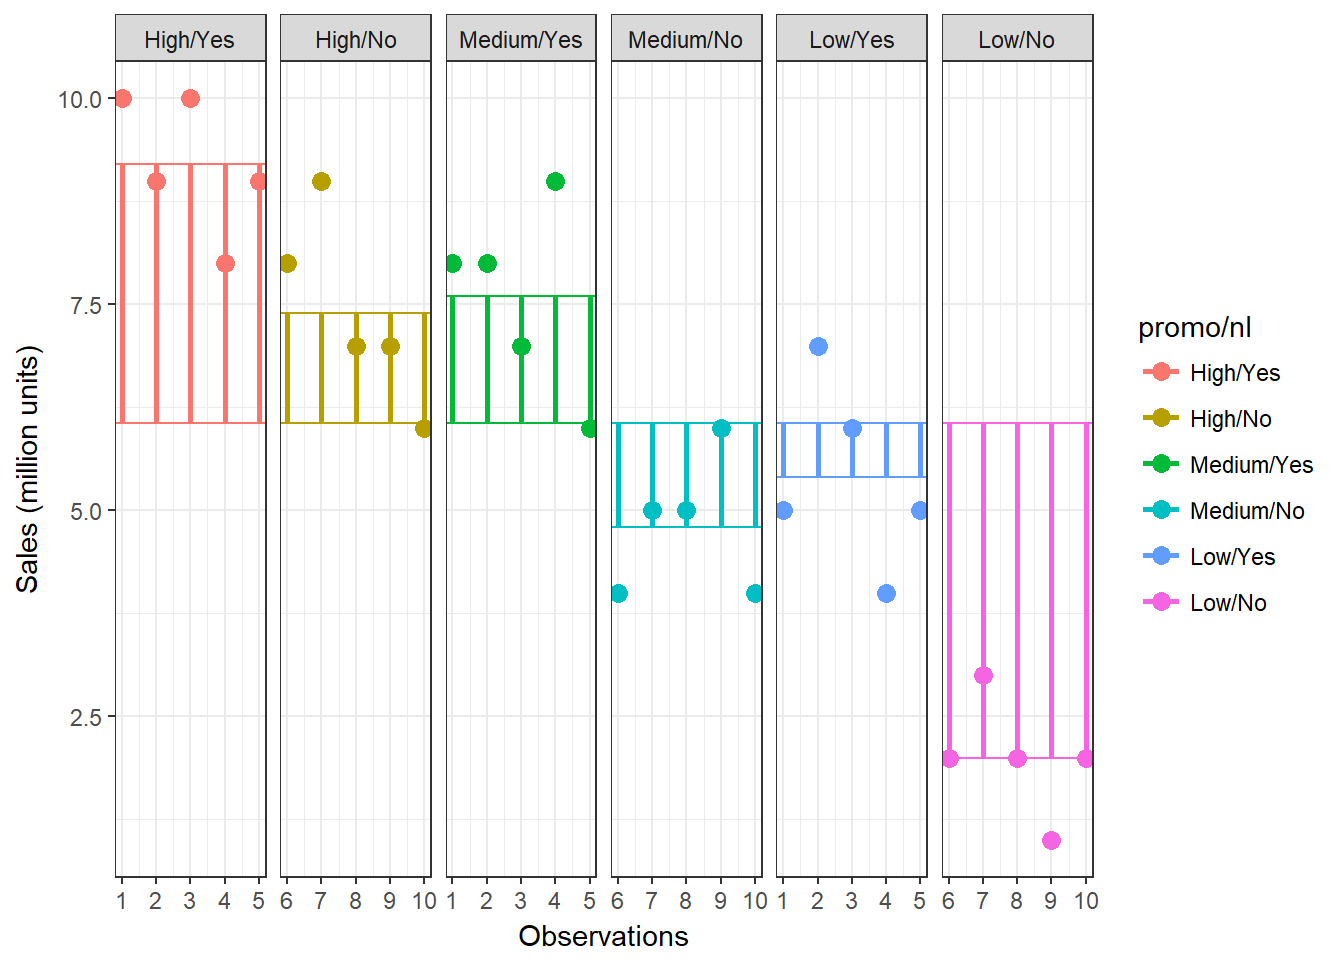 High/Yes High/No Medium/Yes Medium/No Low/Yes Low/No
10.0
7.5
5.0
2.5
Sales (million units)
1 2 3 4 5 6 7 8 9 10 1 2 3 4 5 6 7 8 9 10 1 2 3 4 5 6 7 8 9 10
Observations
promo/nl
High/Yes
High/No
Medium/Yes
Medium/No
Low/Yes
Low/No